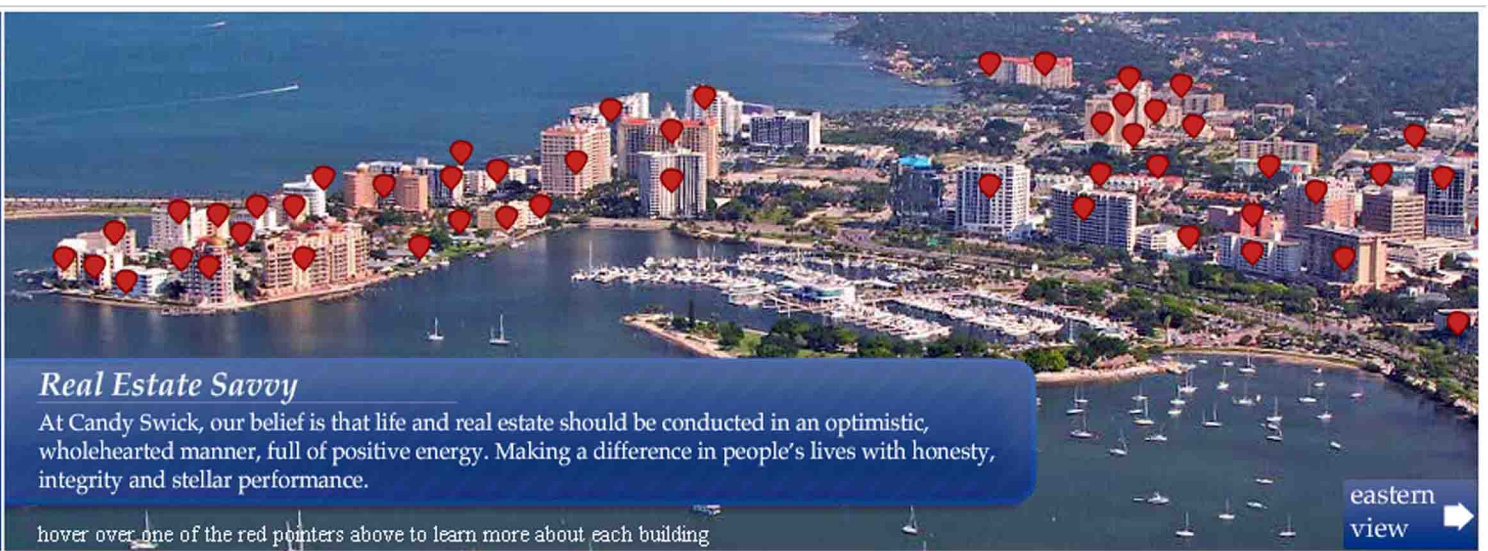 Real Estate Savvy
At Candy Swick, our belief is that life and real estate should be conducted in an optimistic,
wholehearted manner, full of positive energy. Making a difference in people's lives with honesty,
integrity and stellar performance.
hover over one of the red pointers above to learn more about each building
eastern
view